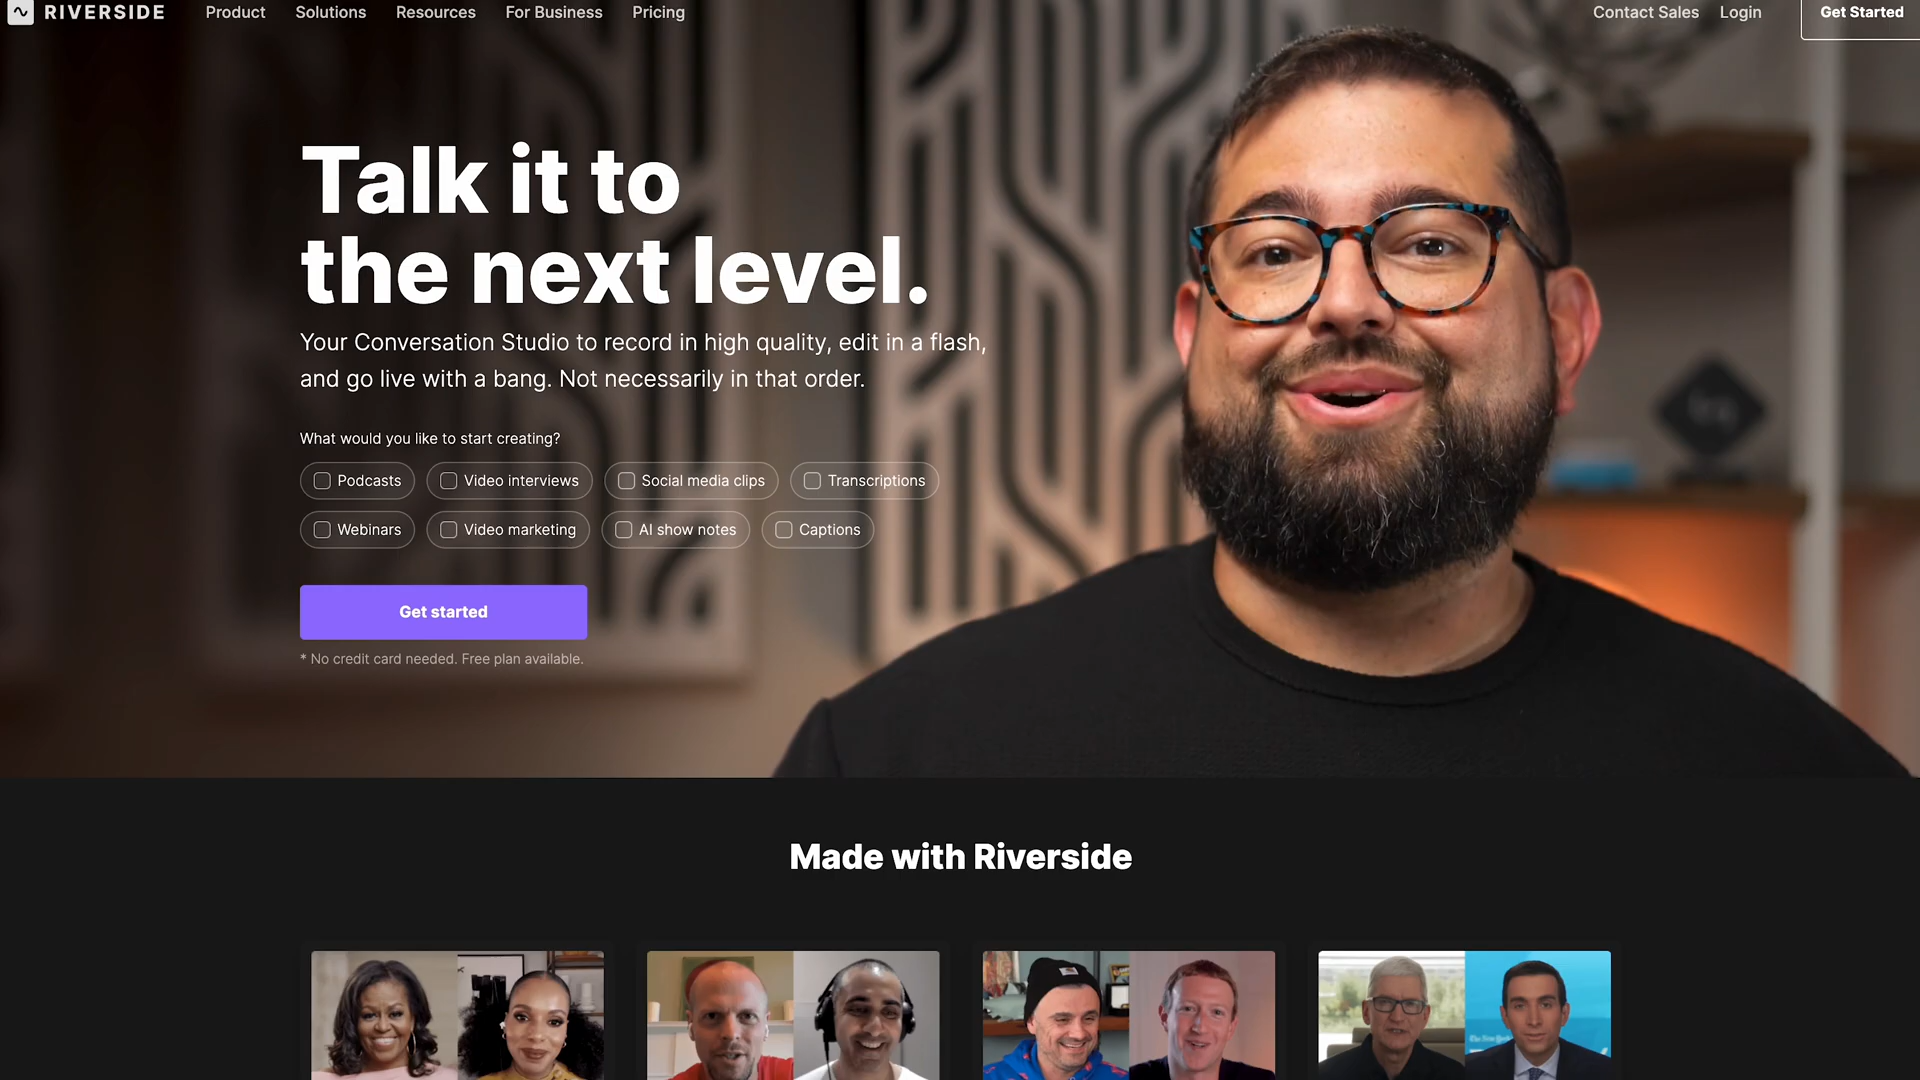 RIVERSIDE
Product
Solutions
Resources
For Business
Pricing
Contact Sales
Login
Get Started
Talk it to
the next level.
Your Conversation Studio to record in high quality, edit in a flash,
and go live with a bang. Not necessarily in that order.
What would you like to start creating?
Podcasts
Video interviews
Social media clips
Transcriptions
Webinars
Video marketing
AI show notes
Captions
Get started
* No credit card needed. Free plan available.
Made with Riverside